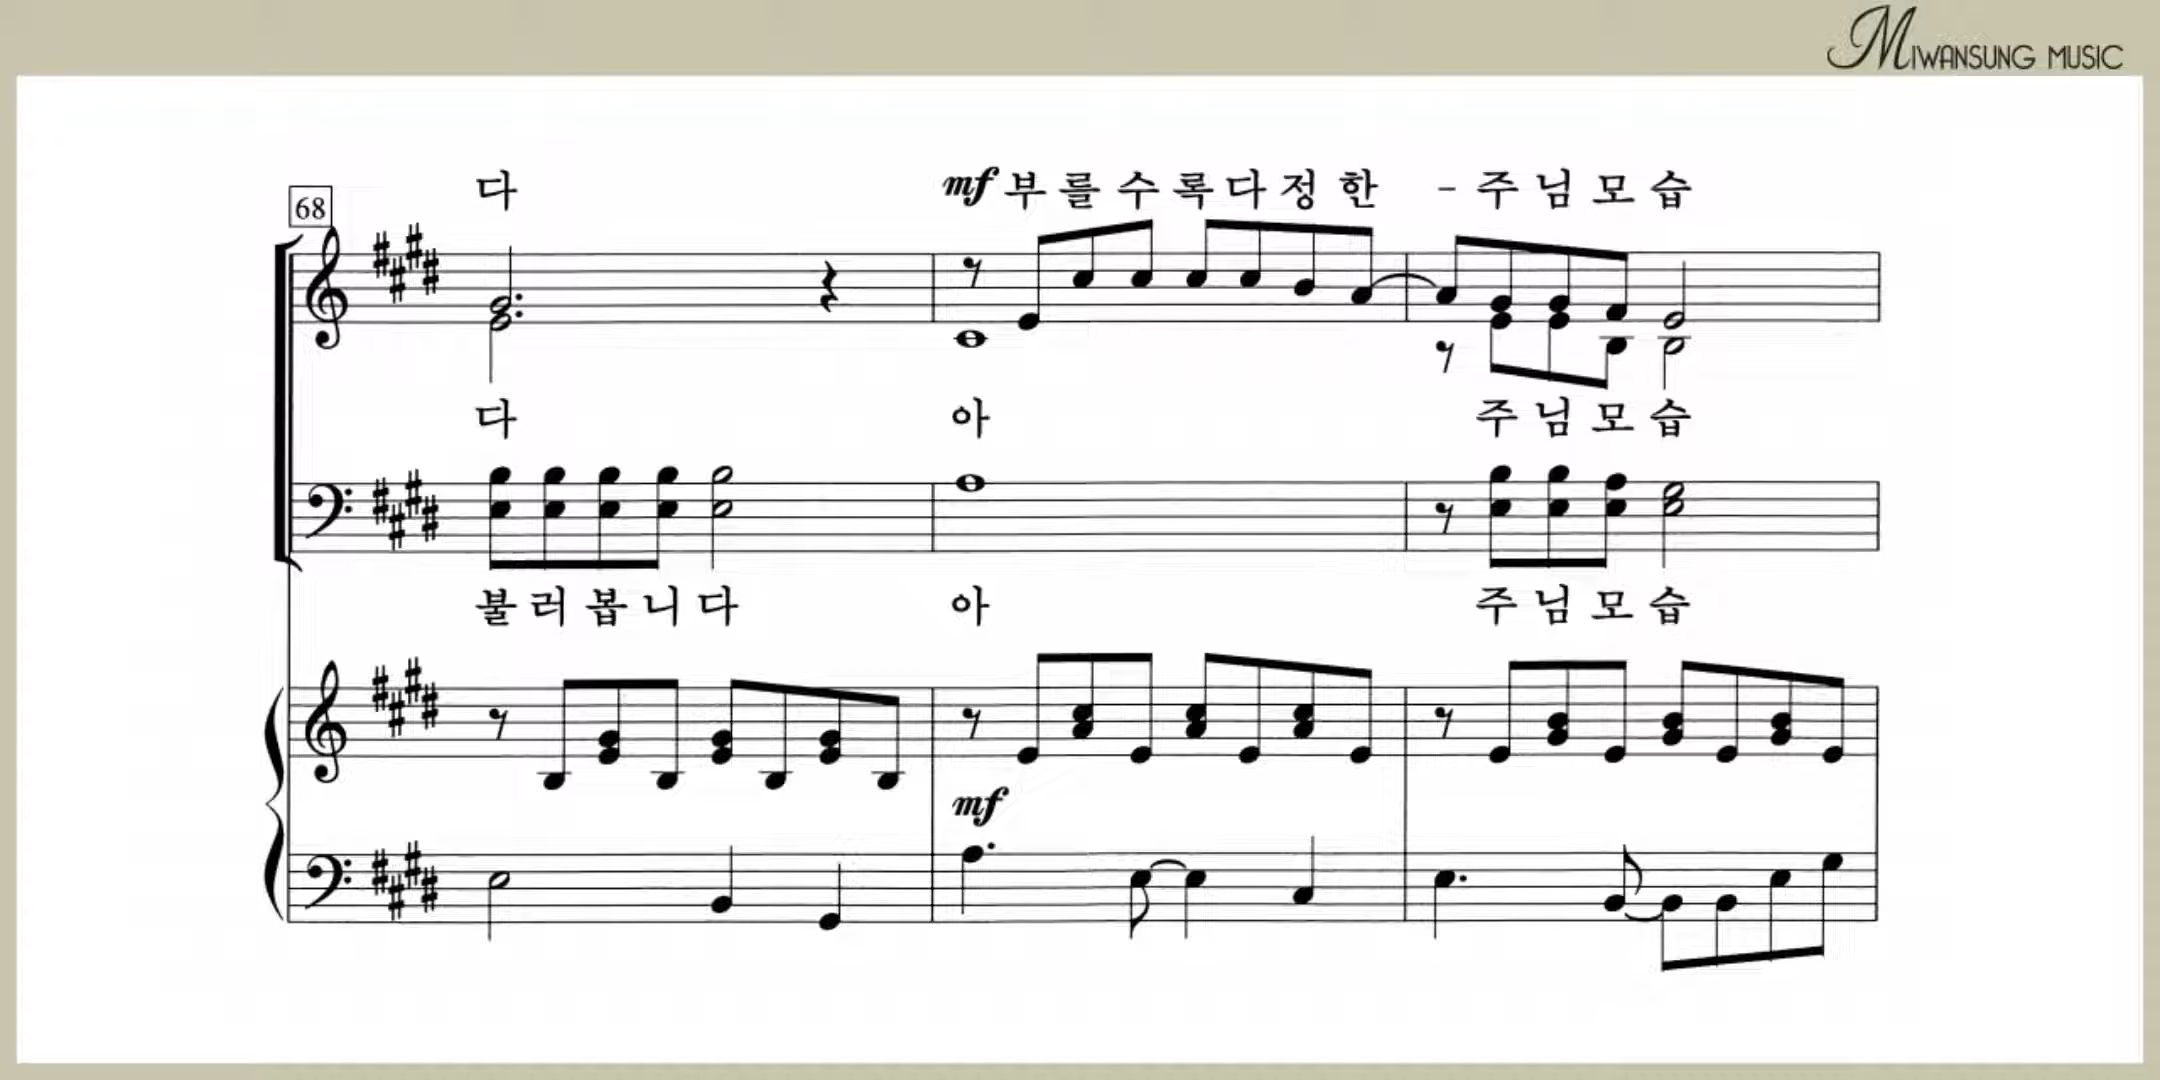 MIWANSUNG MUSIC
다 mf 부를수록다정한 - 주님모습
68
다 아 주님모습
불러봅니다 아 주님모습
mf